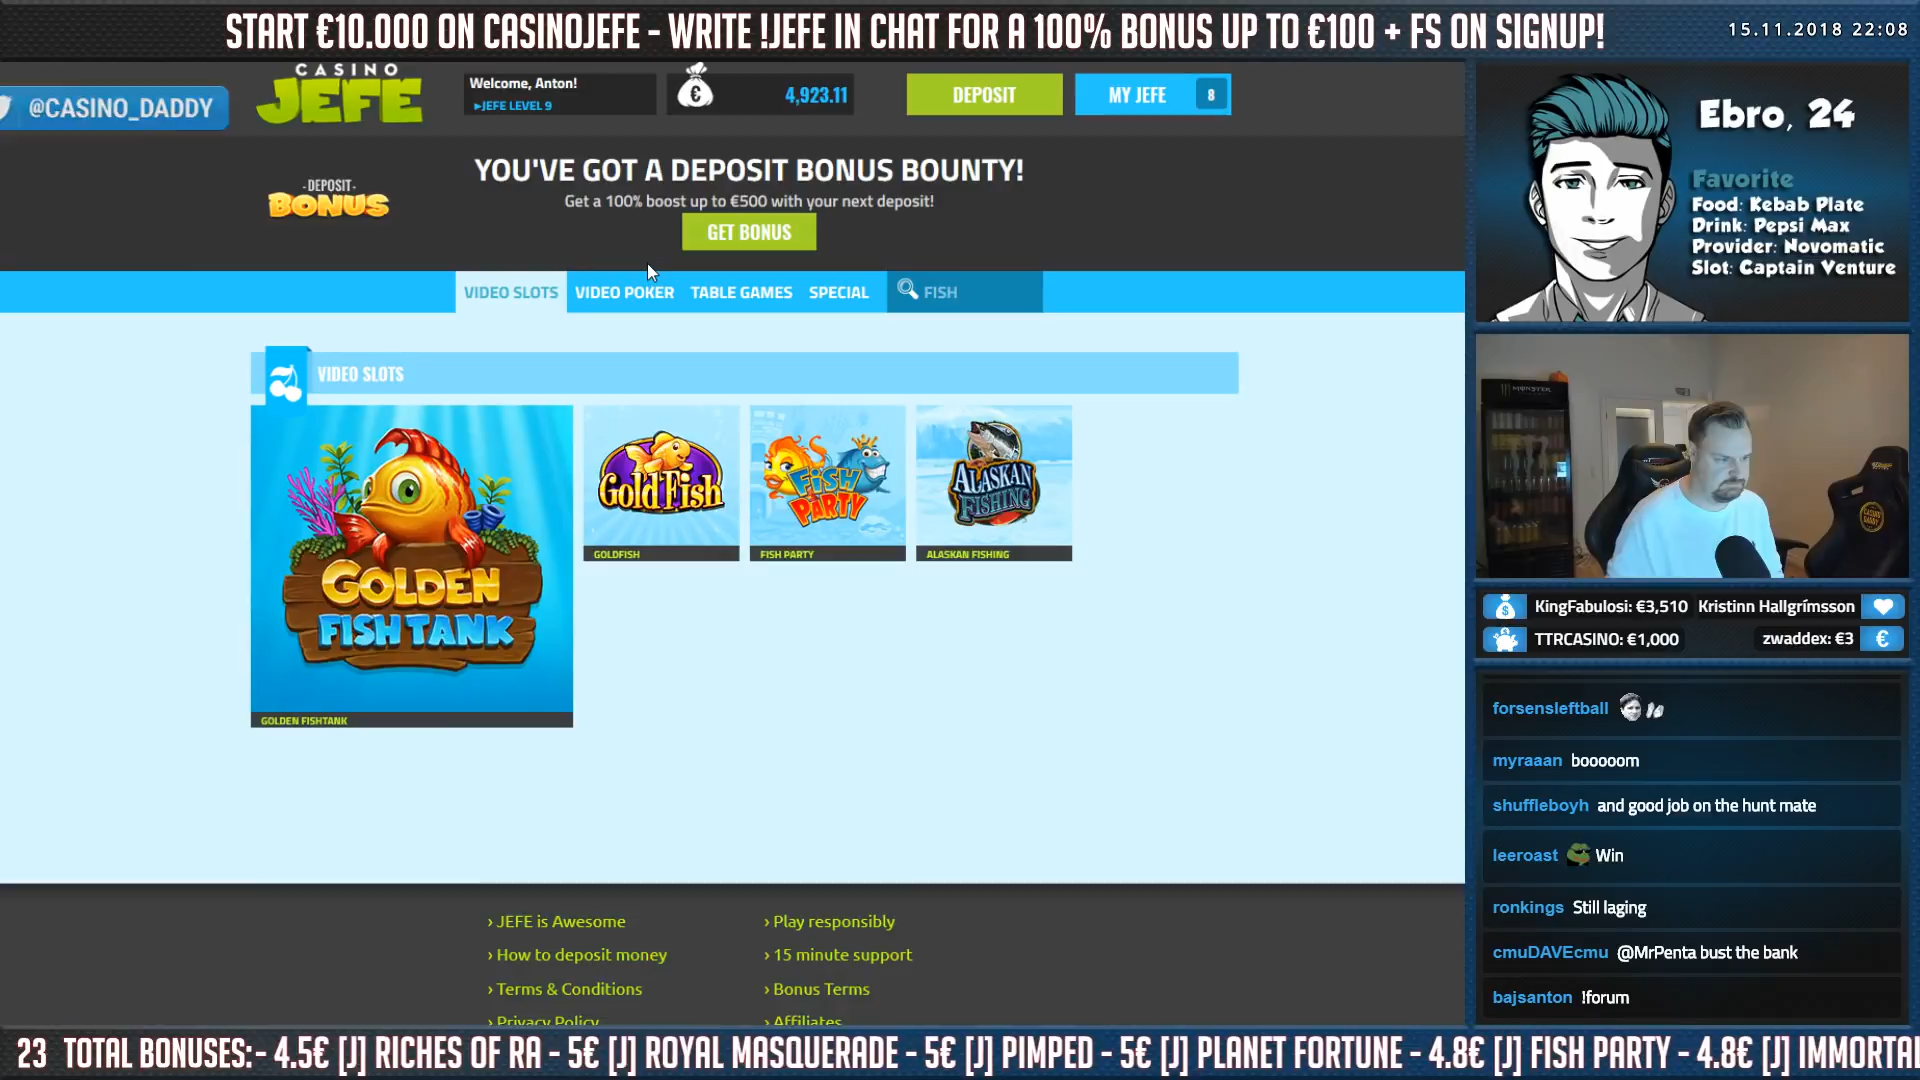 START €10.000 ON CASINOJEFE - WRITE !JEFE IN CHAT FOR A 100% BONUS UP TO €100 + FS ON SIGNUP!
15.11.2018 22:08
@CASINO_DADDY
CASINO
JEFE
Welcome, Anton!
►JEFE LEVEL 9
€
4,923.11
DEPOSIT
MY JEFE
8
- DEPOSIT -
BONUS
YOU'VE GOT A DEPOSIT BONUS BOUNTY!
Get a 100% boost up to €500 with your next deposit!
GET BONUS
VIDEO SLOTS
VIDEO POKER
TABLE GAMES
SPECIAL
FISH
VIDEO SLOTS
GOLDEN
FISH TANK
GOLDEN FISHTANK
GoldFish
GOLDFISH
FISH
PARTY
FISH PARTY
ALASKAN
FISHING
ALASKAN FISHING
› JEFE is Awesome
› How to deposit money
› Terms & Conditions
› Privacy Policy
› Play responsibly
› 15 minute support
› Bonus Terms
› Affiliates
Ebro, 24
Favorite
Food: Kebab Plate
Drink: Pepsi Max
Provider: Novomatic
Slot: Captain Venture
MONSTER
CASINO
DADDY
$
KingFabulosi: €3,510
Kristinn Hallgrímsson
TTRCASINO: €1,000
zwaddex: €3
€
forsensleftball
myraaan booooom
shuffleboyh and good job on the hunt mate
leeroast Win
ronkings Still laging
cmuDAVEcmu @MrPenta bust the bank
bajsanton !forum
23 TOTAL BONUSES:- 4.5€ [J] RICHES OF RA - 5€ [J] ROYAL MASQUERADE - 5€ [J] PIMPED - 5€ [J] PLANET FORTUNE - 4.8€ [J] FISH PARTY - 4.8€ [J] IMMORTAL